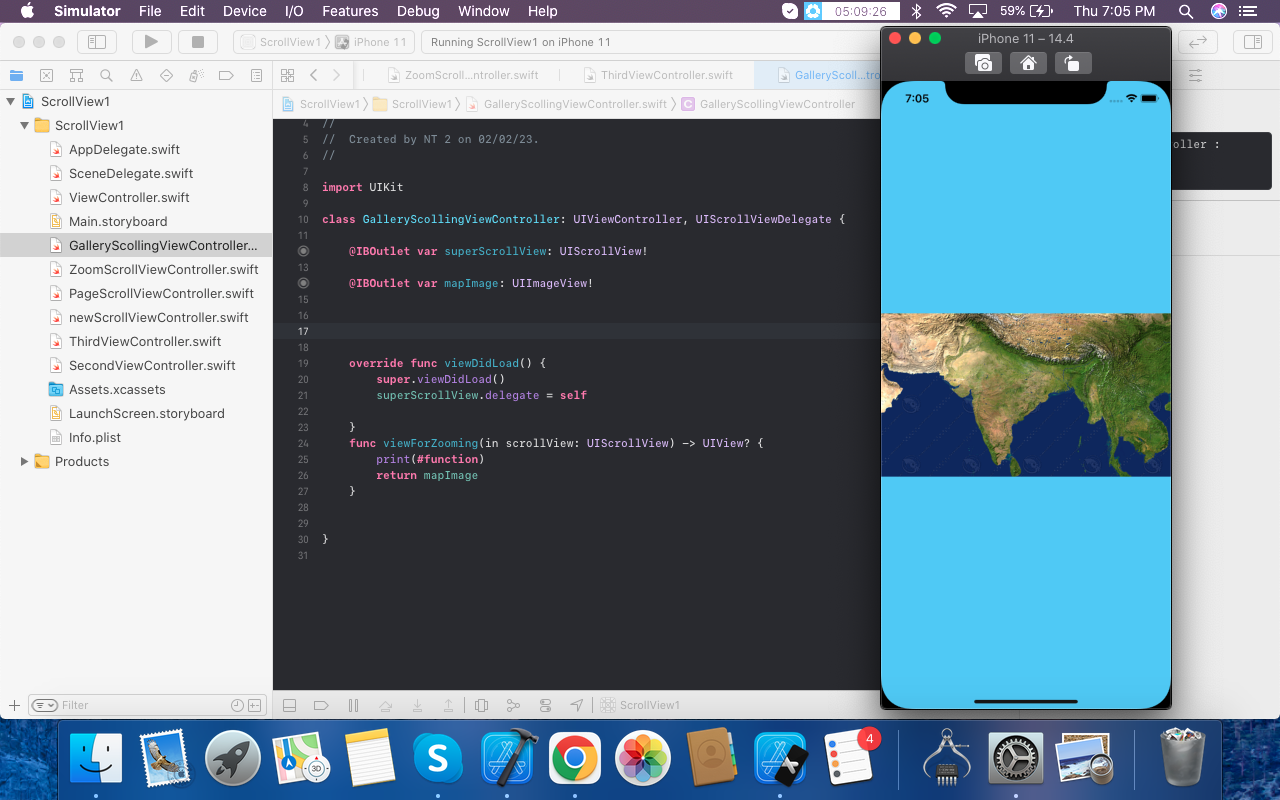 Simulator File Edit Device I/O Features Debug Window Help 05:09:26 59% Thu 7:05 PM
ScrollView1 iPhone 11 Running ScrollView1 on iPhone 11
iPhone 11 – 14.4
ZoomScroll...ntroller.swift ThirdViewController.swift GalleryScoll...tro
ScrollView1 ScrollView1 GalleryScollingViewController.swift C GalleryScollingViewController
ScrollView1
ScrollView1
AppDelegate.swift
SceneDelegate.swift
ViewController.swift
Main.storyboard
GalleryScollingViewController...
ZoomScrollViewController.swift
PageScrollViewController.swift
newScrollViewController.swift
ThirdViewController.swift
SecondViewController.swift
Assets.xcassets
LaunchScreen.storyboard
Info.plist
Products
Filter
4 //
5 // Created by NT 2 on 02/02/23.
6 //
7
8 import UIKit
9
10 class GalleryScollingViewController: UIViewController, UIScrollViewDelegate {
11
@IBOutlet var superScrollView: UIScrollView!
13
@IBOutlet var mapImage: UIImageView!
15
16
17
18
19 override func viewDidLoad() {
20 super.viewDidLoad()
21 superScrollView.delegate = self
22
23 }
24 func viewForZooming(in scrollView: UIScrollView) -> UIView? {
25 print(#function)
26 return mapImage
27 }
28
29
30 }
31
ScrollView1
7:05
oller :
4
3D
S